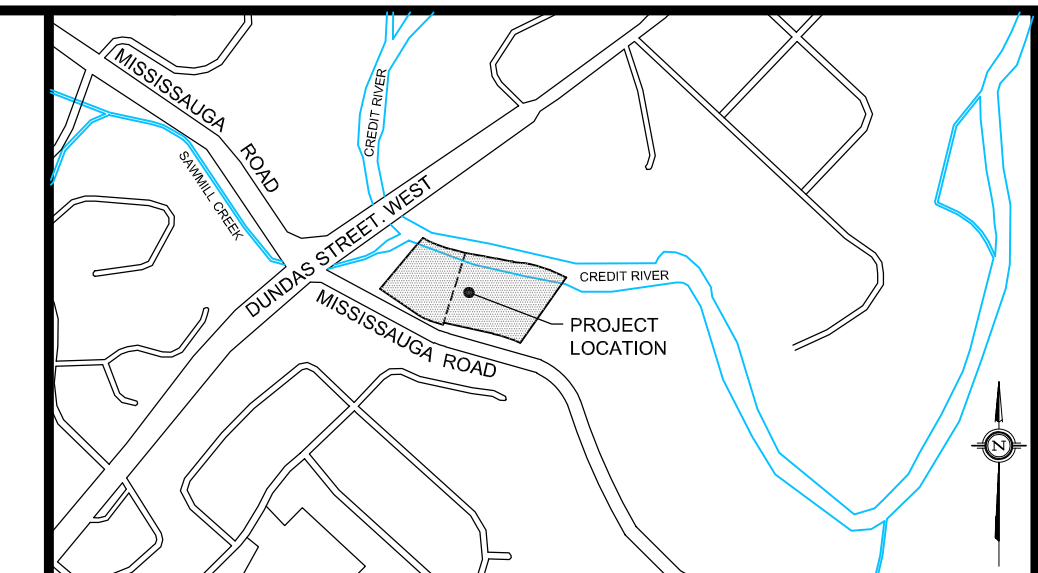 MISSISSAUGA
ROAD
CREDIT RIVER
SAWMILL CREEK
DUNDAS STREET. WEST
CREDIT RIVER
MISSISSAUGA ROAD
PROJECT
LOCATION
N